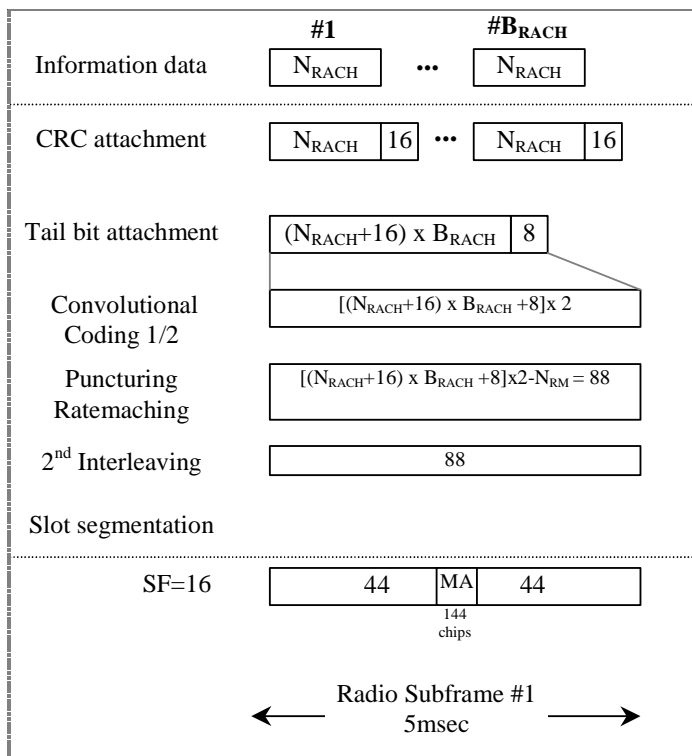 #1 #B_RACH
Information data N_RACH ... N_RACH
CRC attachment N_RACH 16 ... N_RACH 16
Tail bit attachment (N_RACH+16) x B_RACH 8
Convolutional
Coding 1/2
[(N_RACH+16) x B_RACH +8]x 2
Puncturing
Ratemaching
[(N_RACH+16) x B_RACH +8]x2-N_RM = 88
2nd Interleaving 88
Slot segmentation
SF=16 44 MA 44
144
chips
Radio Subframe #1
5msec